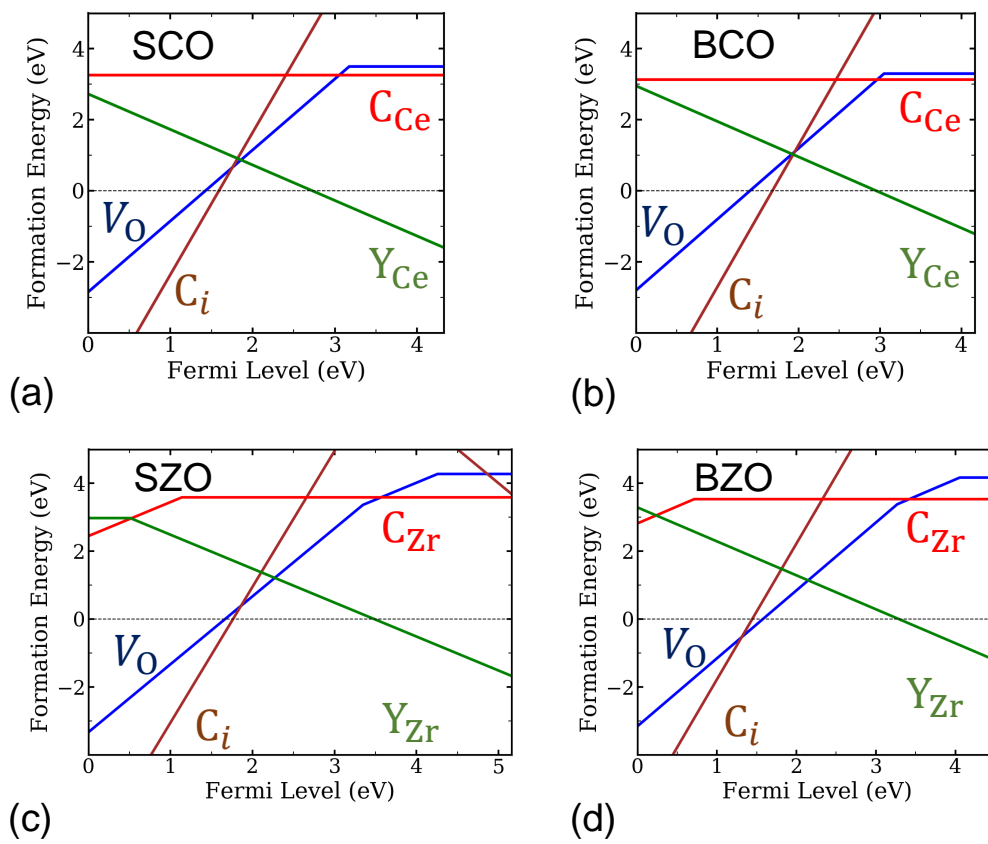 SCO
Formation Energy (eV)
4
2
0
−2
C_Ce
V_O
Y_Ce
C_i
0 1 2 3 4
Fermi Level (eV)
(a)
BCO
Formation Energy (eV)
4
2
0
−2
C_Ce
V_O
Y_Ce
C_i
0 1 2 3 4
Fermi Level (eV)
(b)
SZO
Formation Energy (eV)
4
2
0
−2
C_Zr
V_O
Y_Zr
C_i
0 1 2 3 4 5
Fermi Level (eV)
(c)
BZO
Formation Energy (eV)
4
2
0
−2
C_Zr
V_O
Y_Zr
C_i
0 1 2 3 4
Fermi Level (eV)
(d)